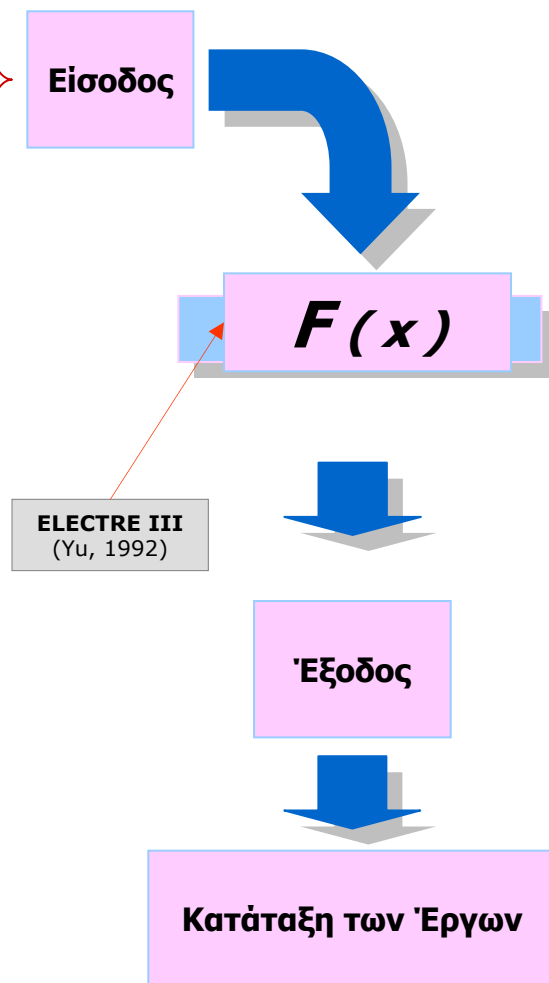 Είσοδος
F ( x )
ELECTRE III
(Yu, 1992)
Έξοδος
Κατάταξη των Έργων